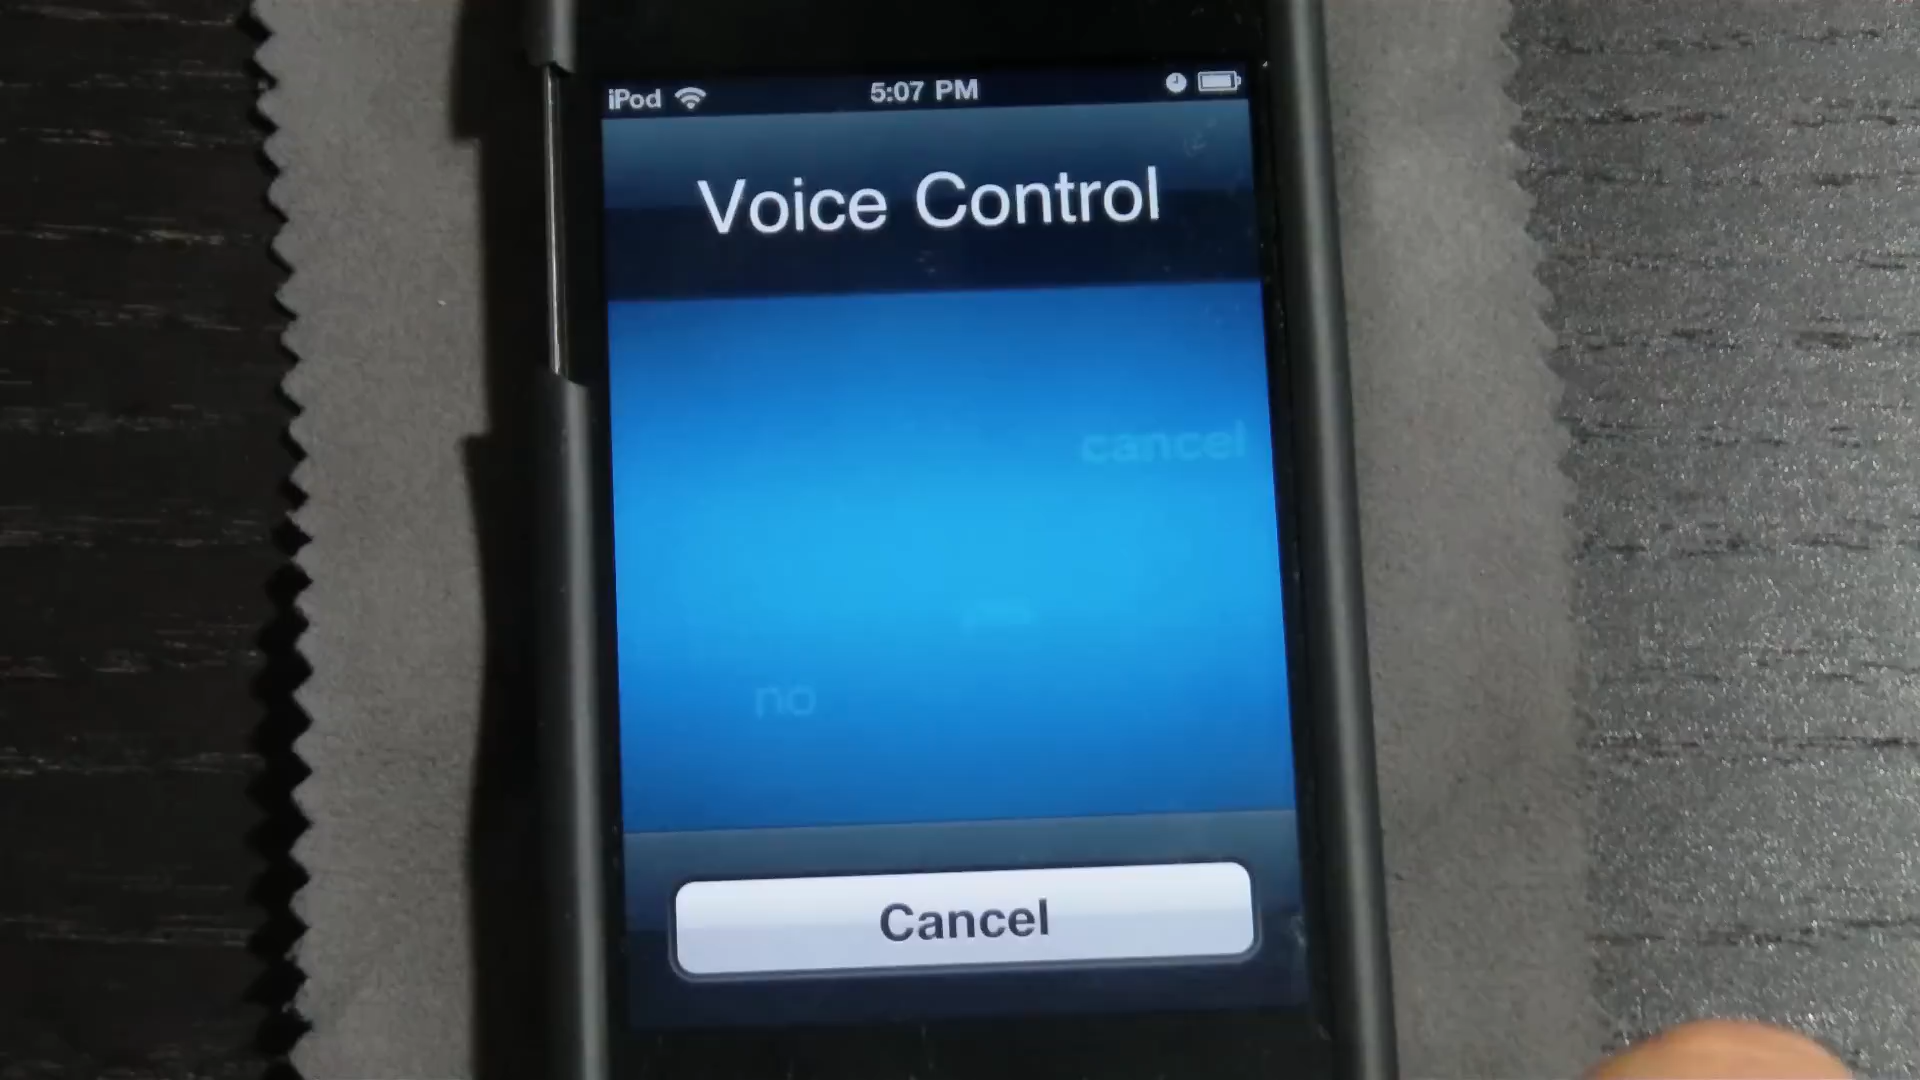 iPod 5:07 PM
Voice Control
cancel
no
Cancel